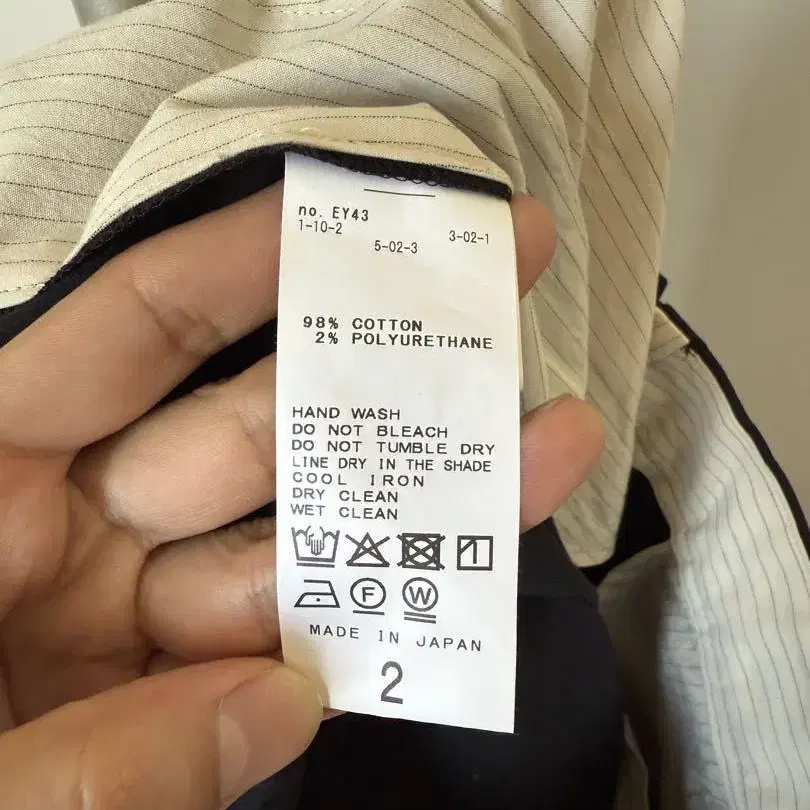 no. EY43
1-10-2
3-02-1
5-02-3
98% COTTON
2% POLYURETHANE
HAND WASH
DO NOT BLEACH
DO NOT TUMBLE DRY
LINE DRY IN THE SHADE
COOL IRON
DRY CLEAN
WET CLEAN
F W
MADE IN JAPAN
2